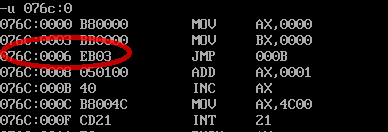 -u 076c:0
076C:0000 B80000 MOV AX,0000
076C:0003 BB0000 MOV BX,0000
076C:0006 EB03 JMP 000B
076C:0008 050100 ADD AX,0001
076C:000B 40 INC AX
076C:000C B8004C MOV AX,4C00
076C:000F CD21 INT 21